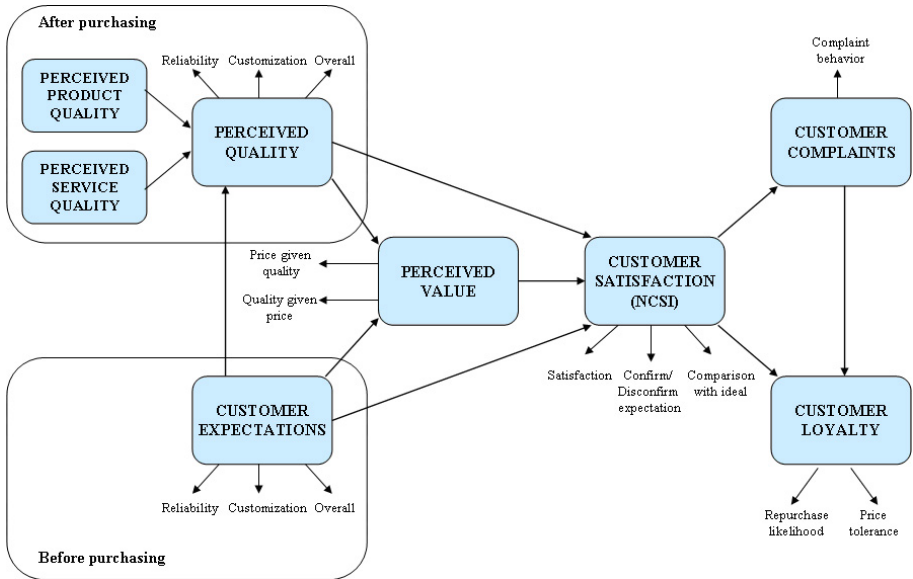 After purchasing
Reliability
Customization
Overall
PERCEIVED
PRODUCT
QUALITY
PERCEIVED
QUALITY
PERCEIVED
SERVICE
QUALITY
Complaint
behavior
CUSTOMER
COMPLAINTS
Price given
quality
Quality given
price
PERCEIVED
VALUE
CUSTOMER
SATISFACTION
(NCSI)
Satisfaction
Confirm/
Disconfirm
expectation
Comparison
with ideal
CUSTOMER
EXPECTATIONS
Reliability
Customization
Overall
Before purchasing
CUSTOMER
LOYALTY
Repurchase
likelihood
Price
tolerance